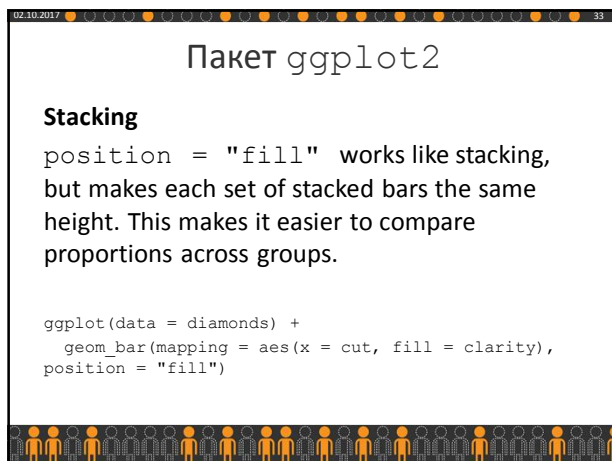 02.10.2017
33
Пакет ggplot2
Stacking
position = "fill" works like stacking,
but makes each set of stacked bars the same
height. This makes it easier to compare
proportions across groups.
ggplot(data = diamonds) +
geom_bar(mapping = aes(x = cut, fill = clarity),
position = "fill")